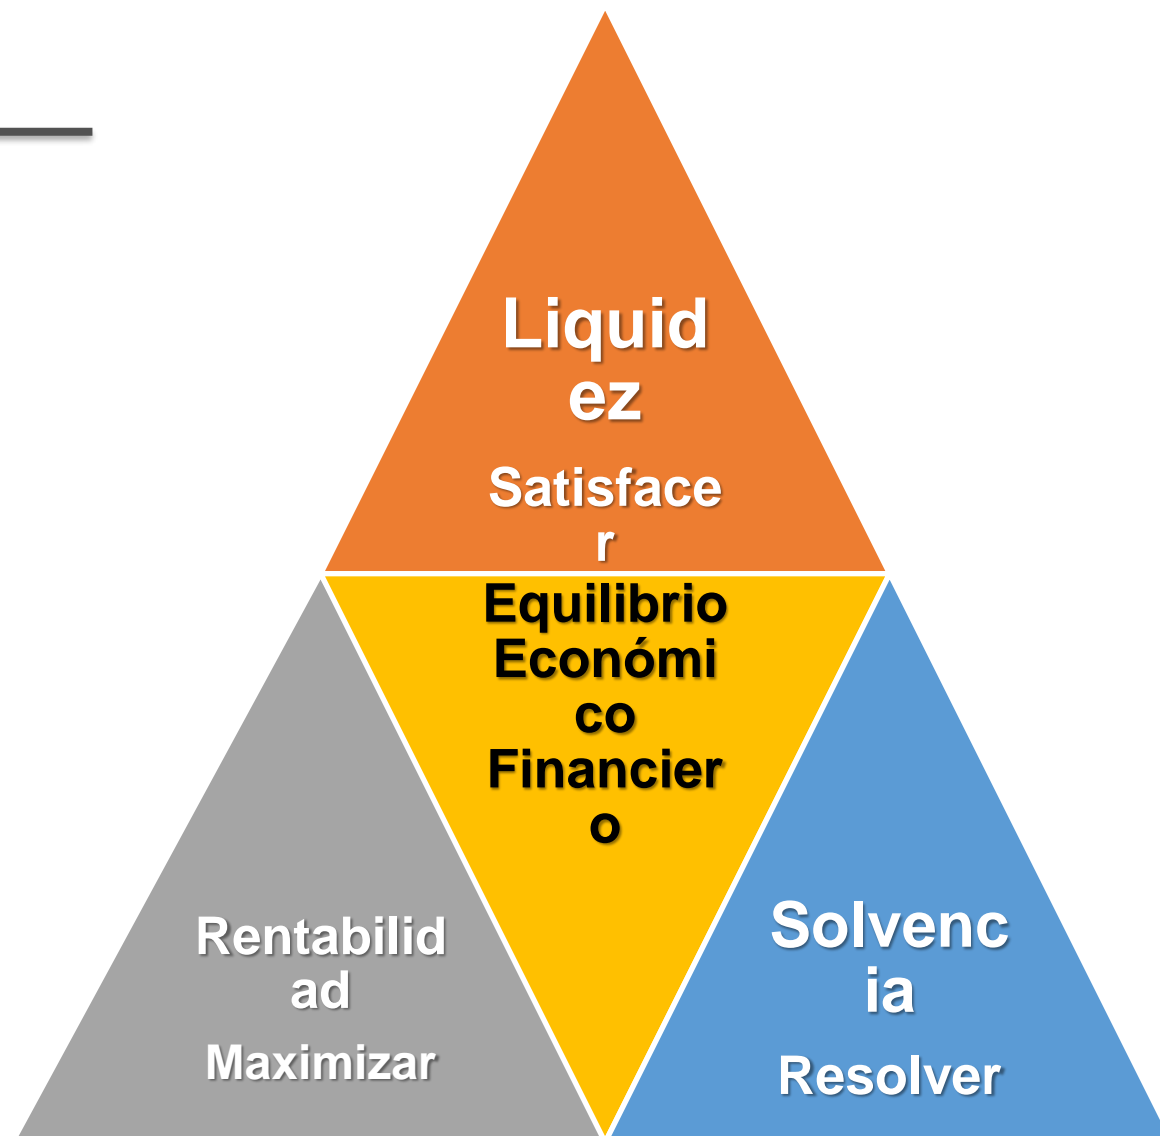 Liquid
ez
Satisface
r
Equilibrio
Económi
co
Financier
o
Rentabilid
ad
Maximizar
Solvenc
ia
Resolver